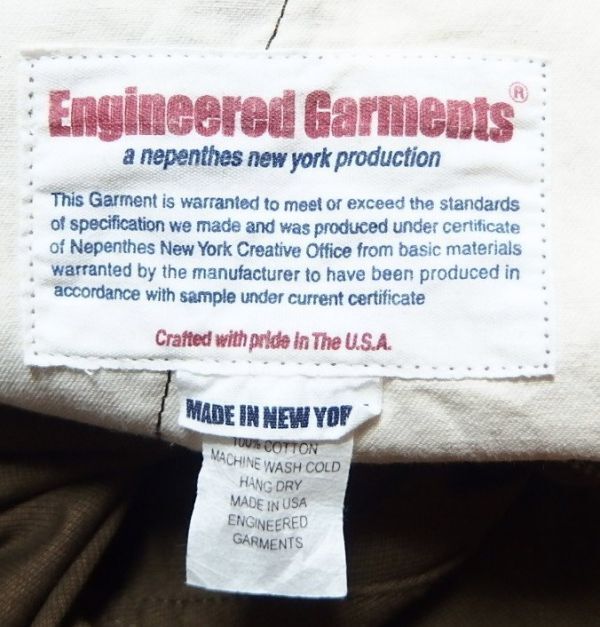 Engineered Garments®
a nepenthes new york production
This Garment is warranted to meet or exceed the standards
of specification we made and was produced under certificate
of Nepenthes New York Creative Office from basic materials
warranted by the manufacturer to have been produced in
accordance with sample under current certificate
Crafted with pride In The U.S.A.
MADE IN NEW YOR
100% COTTON
MACHINE WASH COLD
HANG DRY
MADE IN USA
ENGINEERED
GARMENTS